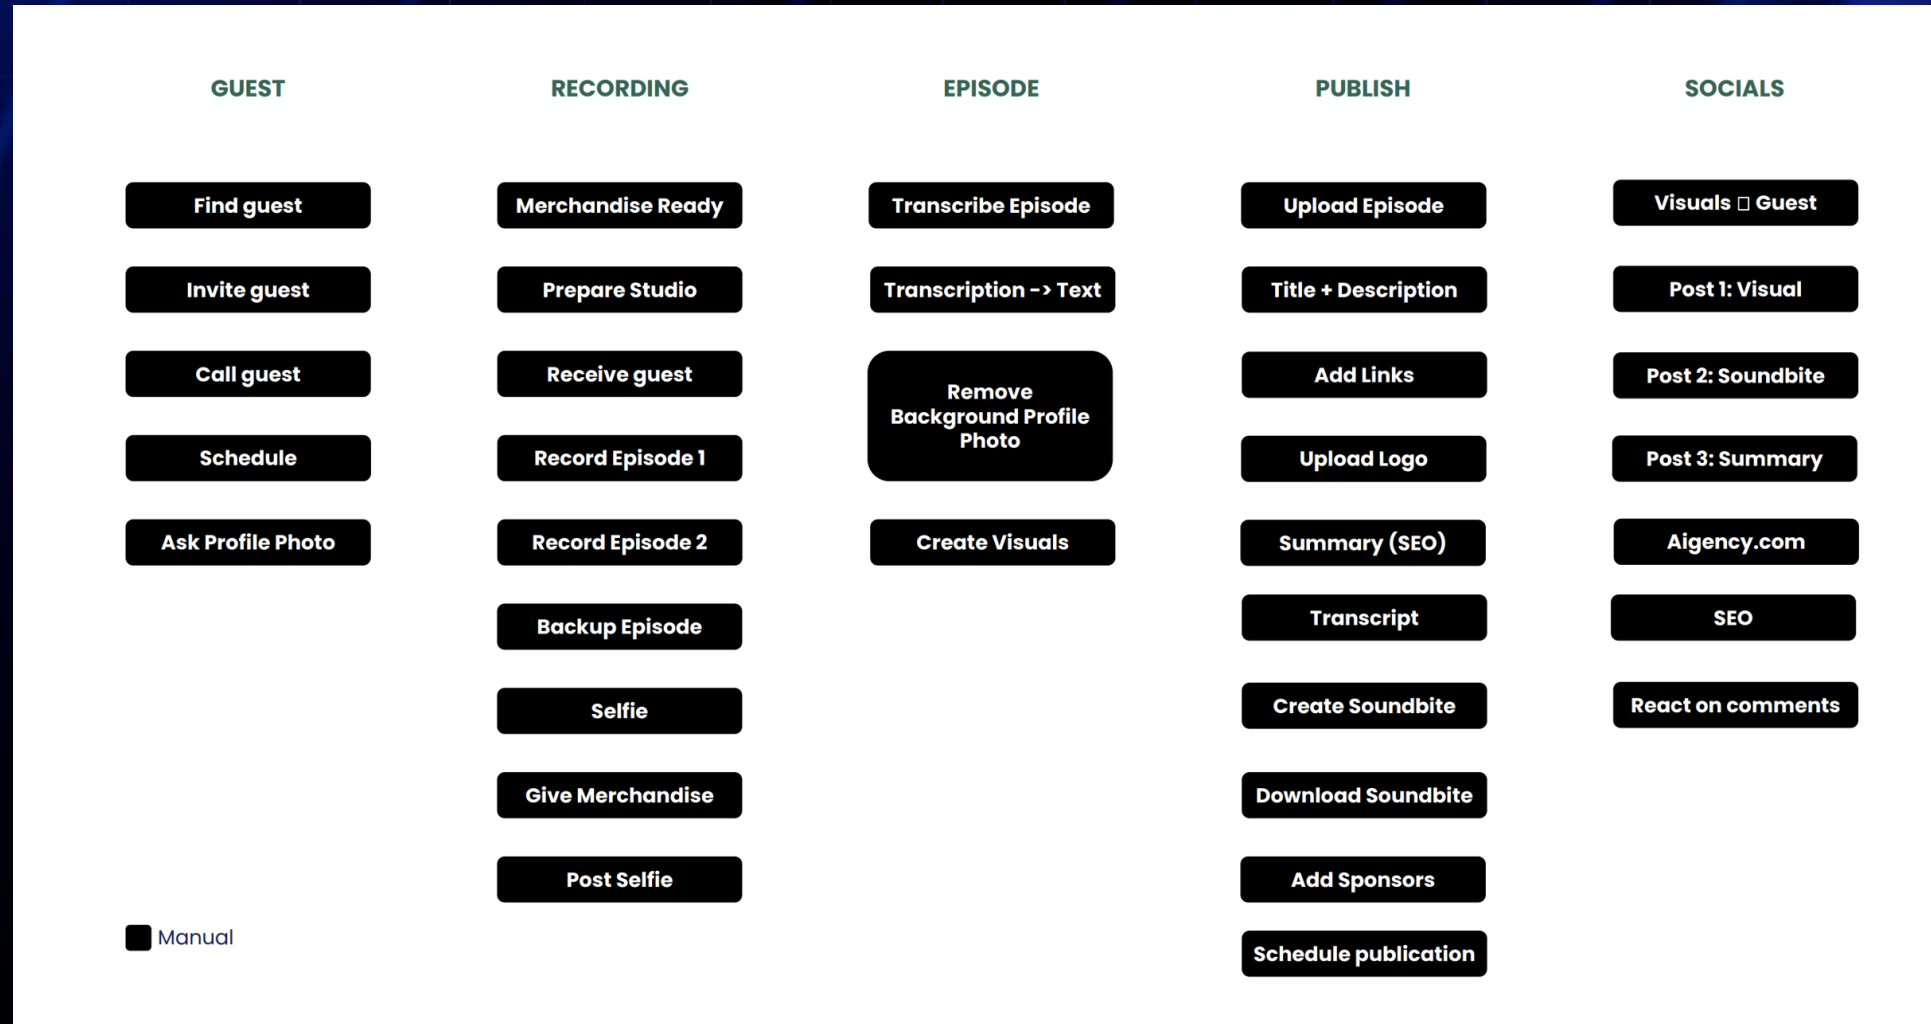 GUEST
RECORDING
EPISODE
PUBLISH
SOCIALS
Find guest
Invite guest
Call guest
Schedule
Ask Profile Photo
Merchandise Ready
Prepare Studio
Receive guest
Record Episode 1
Record Episode 2
Backup Episode
Selfie
Give Merchandise
Post Selfie
Transcribe Episode
Transcription -> Text
Remove
Background Profile
Photo
Create Visuals
Upload Episode
Title + Description
Add Links
Upload Logo
Summary (SEO)
Transcript
Create Soundbite
Download Soundbite
Add Sponsors
Schedule publication
Visuals □ Guest
Post 1: Visual
Post 2: Soundbite
Post 3: Summary
Aigency.com
SEO
React on comments
Manual